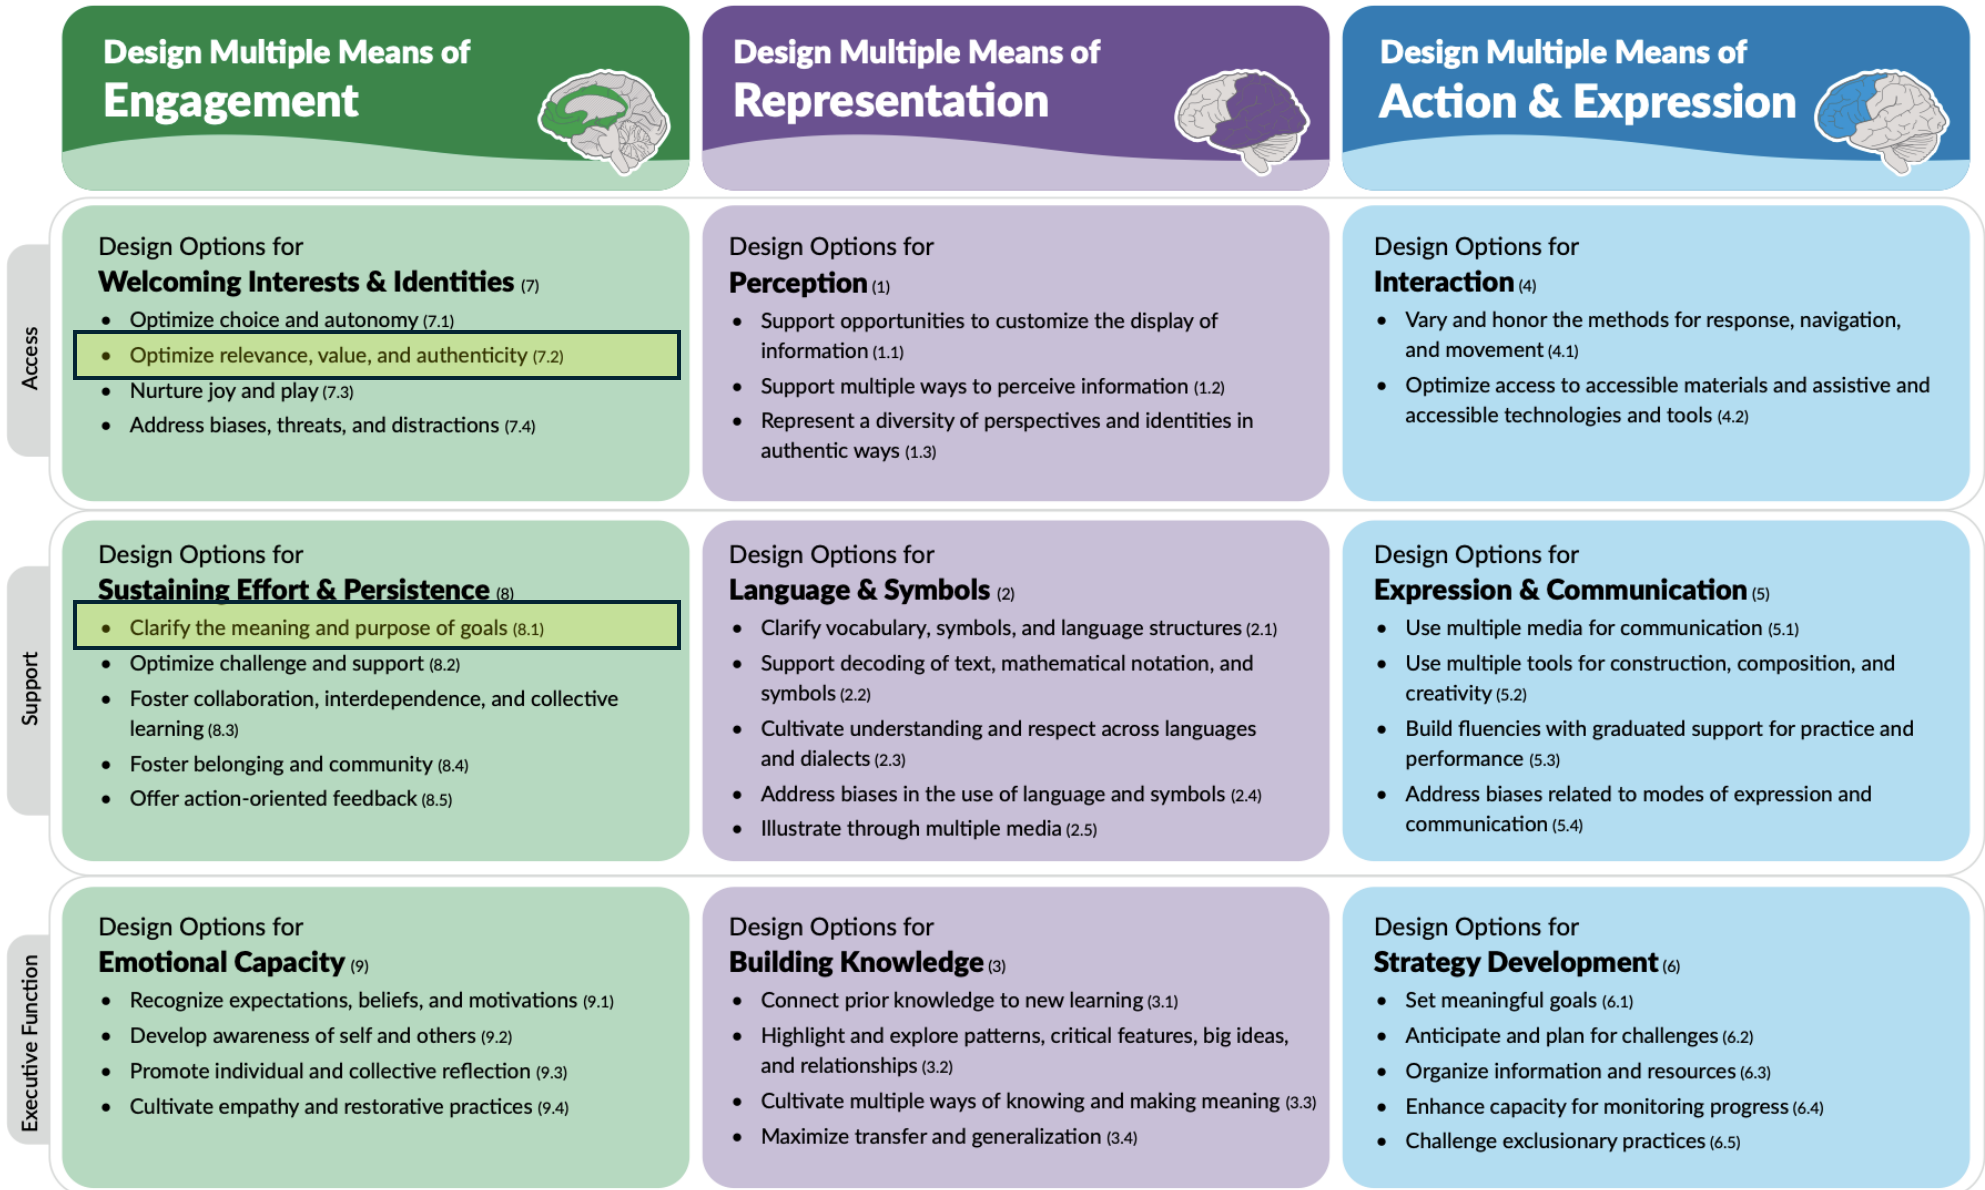 Design Multiple Means of
Engagement
Design Multiple Means of
Representation
Design Multiple Means of
Action & Expression
Access
Design Options for
Welcoming Interests & Identities (7)
• Optimize choice and autonomy (7.1)
• Optimize relevance, value, and authenticity (7.2)
• Nurture joy and play (7.3)
• Address biases, threats, and distractions (7.4)
Design Options for
Perception (1)
• Support opportunities to customize the display of
information (1.1)
• Support multiple ways to perceive information (1.2)
• Represent a diversity of perspectives and identities in
authentic ways (1.3)
Design Options for
Interaction (4)
• Vary and honor the methods for response, navigation,
and movement (4.1)
• Optimize access to accessible materials and assistive and
accessible technologies and tools (4.2)
Support
Design Options for
Sustaining Effort & Persistence (8)
• Clarify the meaning and purpose of goals (8.1)
• Optimize challenge and support (8.2)
• Foster collaboration, interdependence, and collective
learning (8.3)
• Foster belonging and community (8.4)
• Offer action-oriented feedback (8.5)
Design Options for
Language & Symbols (2)
• Clarify vocabulary, symbols, and language structures (2.1)
• Support decoding of text, mathematical notation, and
symbols (2.2)
• Cultivate understanding and respect across languages
and dialects (2.3)
• Address biases in the use of language and symbols (2.4)
• Illustrate through multiple media (2.5)
Design Options for
Expression & Communication (5)
• Use multiple media for communication (5.1)
• Use multiple tools for construction, composition, and
creativity (5.2)
• Build fluencies with graduated support for practice and
performance (5.3)
• Address biases related to modes of expression and
communication (5.4)
Executive Function
Design Options for
Emotional Capacity (9)
• Recognize expectations, beliefs, and motivations (9.1)
• Develop awareness of self and others (9.2)
• Promote individual and collective reflection (9.3)
• Cultivate empathy and restorative practices (9.4)
Design Options for
Building Knowledge (3)
• Connect prior knowledge to new learning (3.1)
• Highlight and explore patterns, critical features, big ideas,
and relationships (3.2)
• Cultivate multiple ways of knowing and making meaning (3.3)
• Maximize transfer and generalization (3.4)
Design Options for
Strategy Development (6)
• Set meaningful goals (6.1)
• Anticipate and plan for challenges (6.2)
• Organize information and resources (6.3)
• Enhance capacity for monitoring progress (6.4)
• Challenge exclusionary practices (6.5)